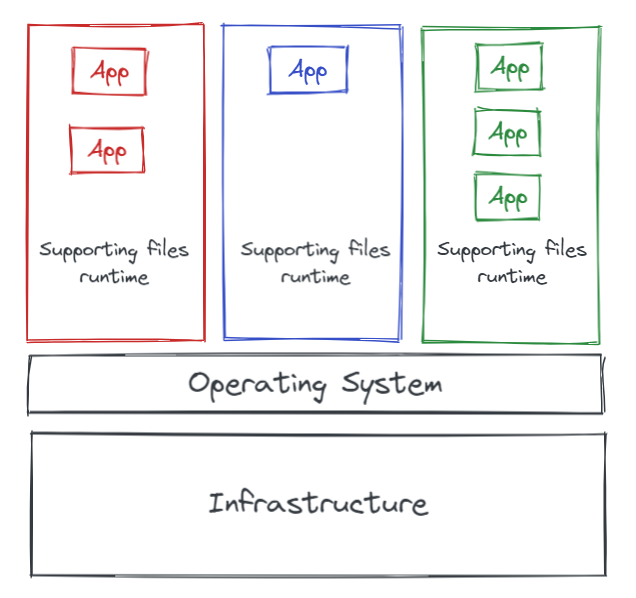 App
App
Supporting files
runtime
App
Supporting files
runtime
App
App
App
Supporting files
runtime
Operating System
Infrastructure